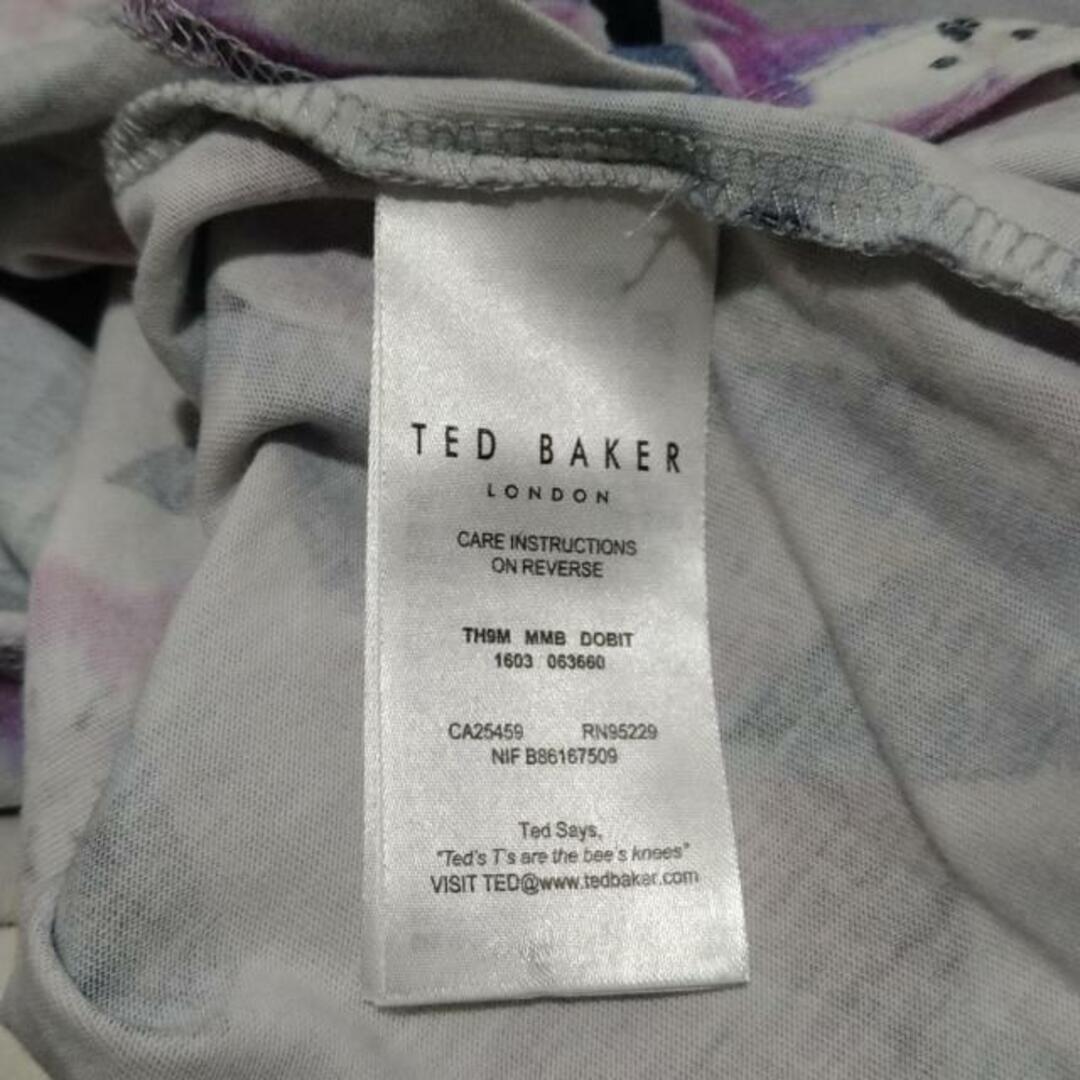 TED BAKER
LONDON
CARE INSTRUCTIONS
ON REVERSE
TH9M MMB DOBIT
1603 063660
CA25459 RN95229
NIF B86167509
Ted Says,
"Ted's T's are the bee's knees"
VISIT TED@www.tedbaker.com